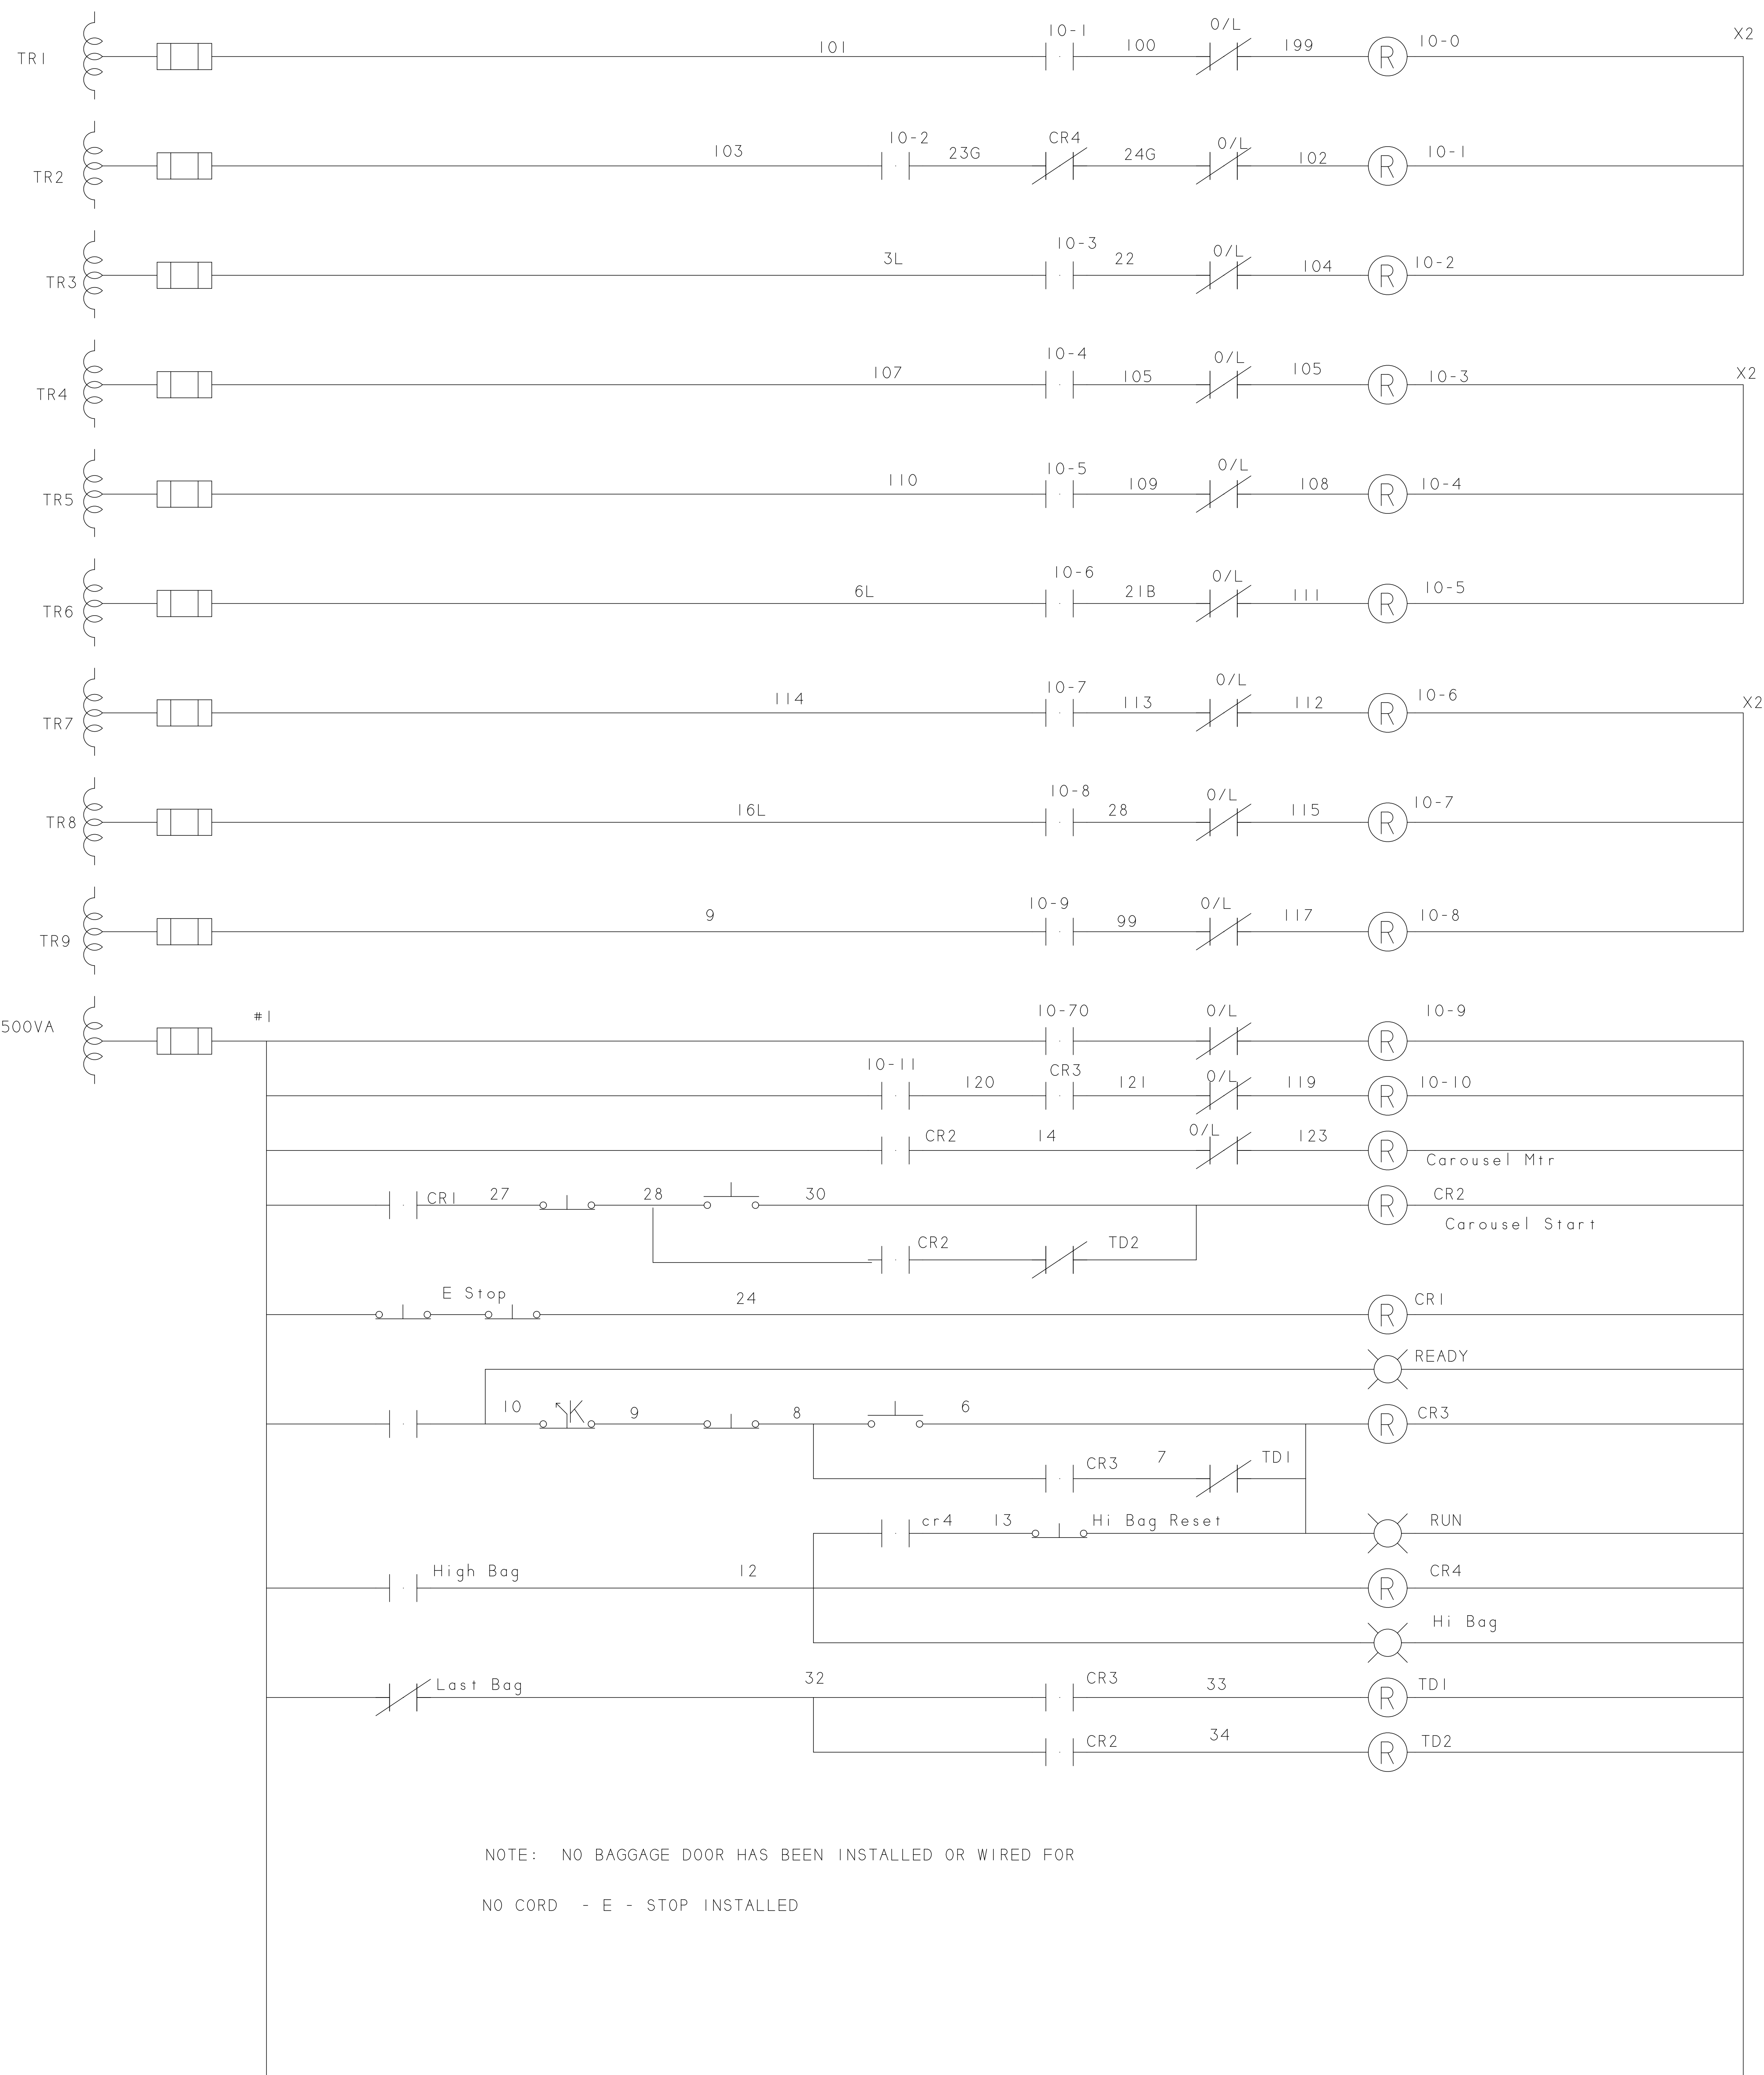 TR1 101 10-1 100 O/L 199 R 10-0 X2
TR2 103 10-2 23G CR4 24G O/L 102 R 10-1
TR3 3L 10-3 22 O/L 104 R 10-2
TR4 107 10-4 105 O/L 105 R 10-3 X2
TR5 110 10-5 109 O/L 108 R 10-4
TR6 6L 10-6 21B O/L 111 R 10-5
TR7 114 10-7 113 O/L 112 R 10-6 X2
TR8 16L 10-8 28 O/L 115 R 10-7
TR9 9 10-9 99 O/L 117 R 10-8
500VA #1 10-70 O/L R 10-9
10-11 120 CR3 121 O/L 119 R 10-10
CR2 14 O/L 123 R Carousel Mtr
CR1 27 28 30 R CR2
Carousel Start
CR2 TD2
E Stop 24 R CR1
READY
10 K 9 8 6 R CR3
CR3 7 TD1
cr4 13 Hi Bag Reset RUN
High Bag 12 R CR4
Hi Bag
Last Bag 32 CR3 33 R TD1
CR2 34 R TD2
NOTE: NO BAGGAGE DOOR HAS BEEN INSTALLED OR WIRED FOR
NO CORD - E - STOP INSTALLED